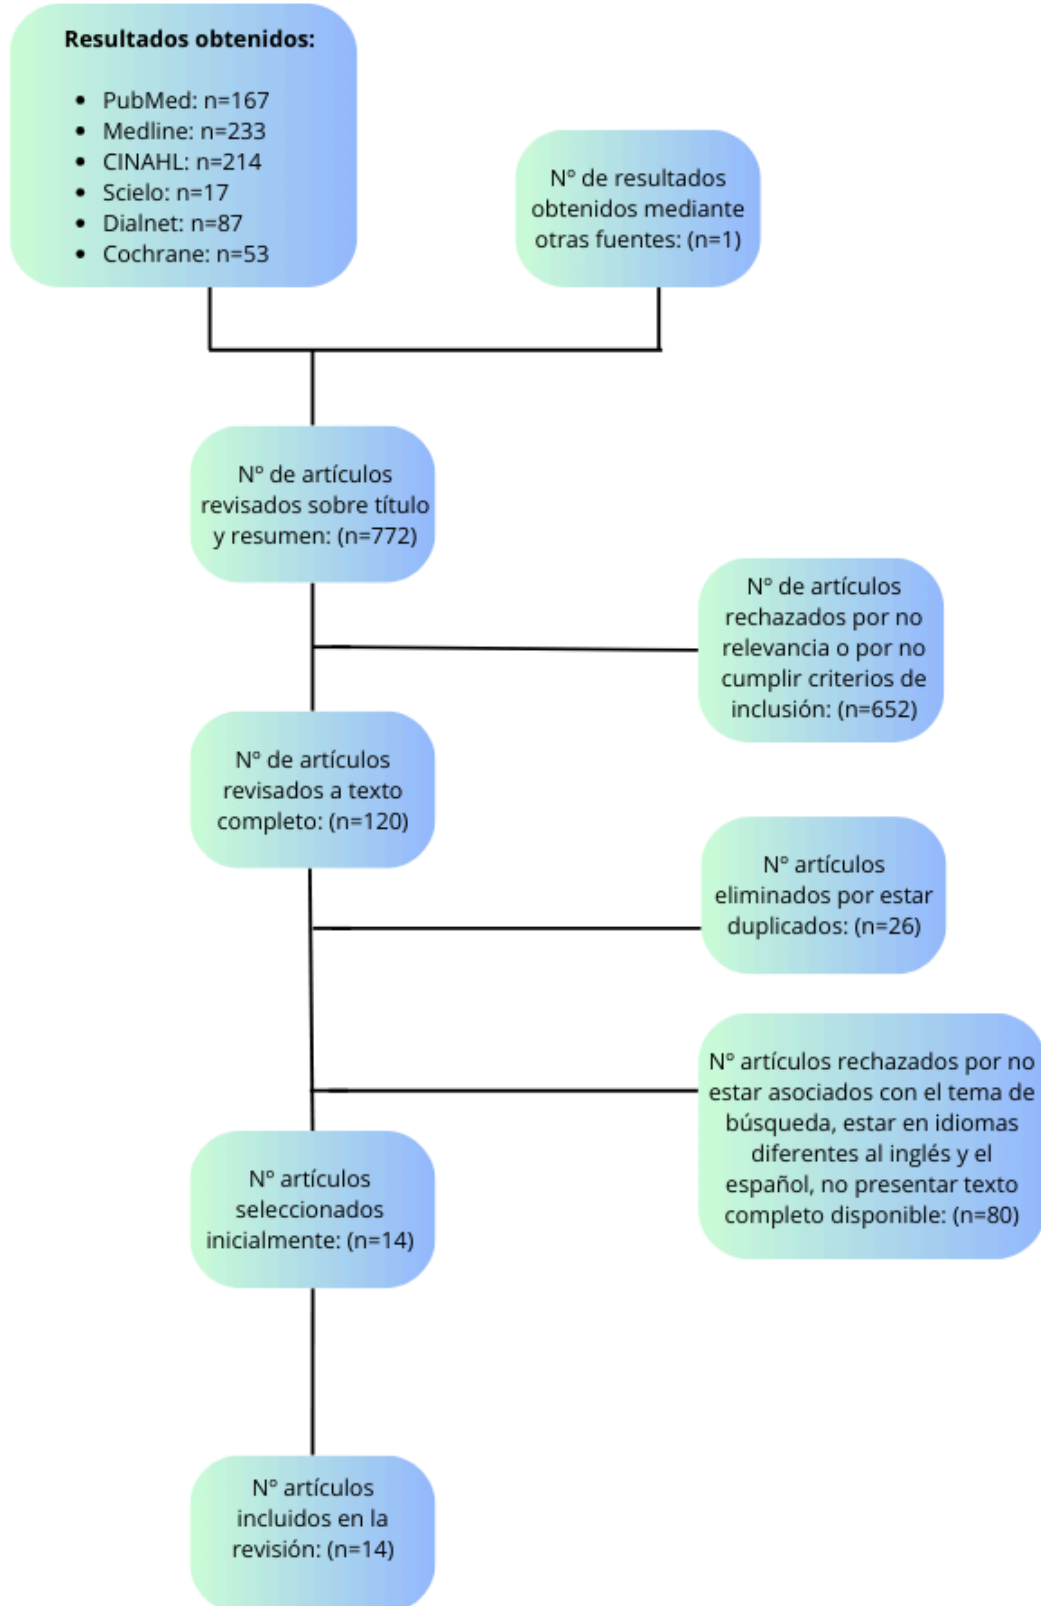 Resultados obtenidos:
• PubMed: n=167
• Medline: n=233
• CINAHL: n=214
• Scielo: n=17
• Dialnet: n=87
• Cochrane: n=53
Nº de resultados
obtenidos mediante
otras fuentes: (n=1)
Nº de artículos
revisados sobre título
y resumen: (n=772)
Nº de artículos
rechazados por no
relevancia o por no
cumplir criterios de
inclusión: (n=652)
Nº de artículos
revisados a texto
completo: (n=120)
Nº artículos
eliminados por estar
duplicados: (n=26)
Nº artículos rechazados por no
estar asociados con el tema de
búsqueda, estar en idiomas
diferentes al inglés y el
español, no presentar texto
completo disponible: (n=80)
Nº artículos
seleccionados
inicialmente: (n=14)
Nº artículos
incluidos en la
revisión: (n=14)